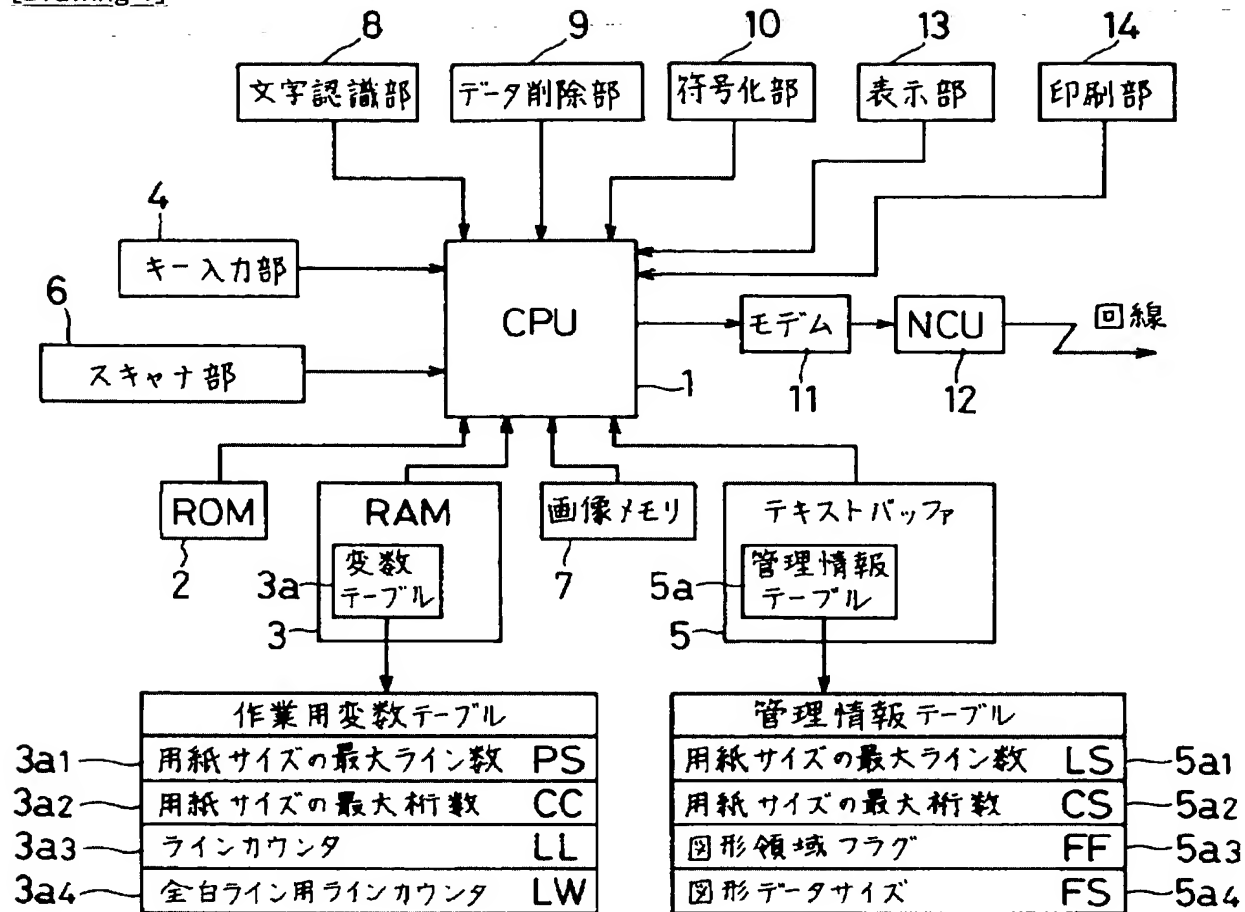 [Drawing 1]
8 9 10 13 14
文字認識部 データ削除部 符号化部 表示部 印刷部
4
キー入力部
6
スキャナ部
CPU
1
モデム
11
NCU
12
回線
ROM
2
RAM
変数
テーブル
3a
3
画像メモリ
7
テキストバッファ
管理情報
テーブル
5a
5
作業用変数テーブル
3a1 用紙サイズの最大ライン数 PS
3a2 用紙サイズの最大桁数 CC
3a3 ラインカウンタ LL
3a4 全白ライン用ラインカウンタ LW
管理情報テーブル
用紙サイズの最大ライン数 LS 5a1
用紙サイズの最大桁数 CS 5a2
図形領域フラグ FF 5a3
図形データサイズ FS 5a4